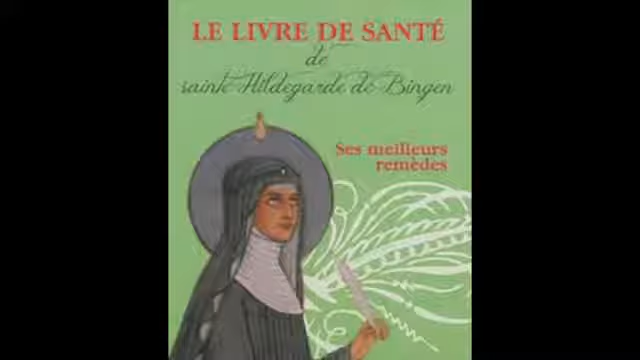 LE LIVRE DE SANTÉ
de
sainte Hildegarde de Bingen
Ses meilleurs
remèdes